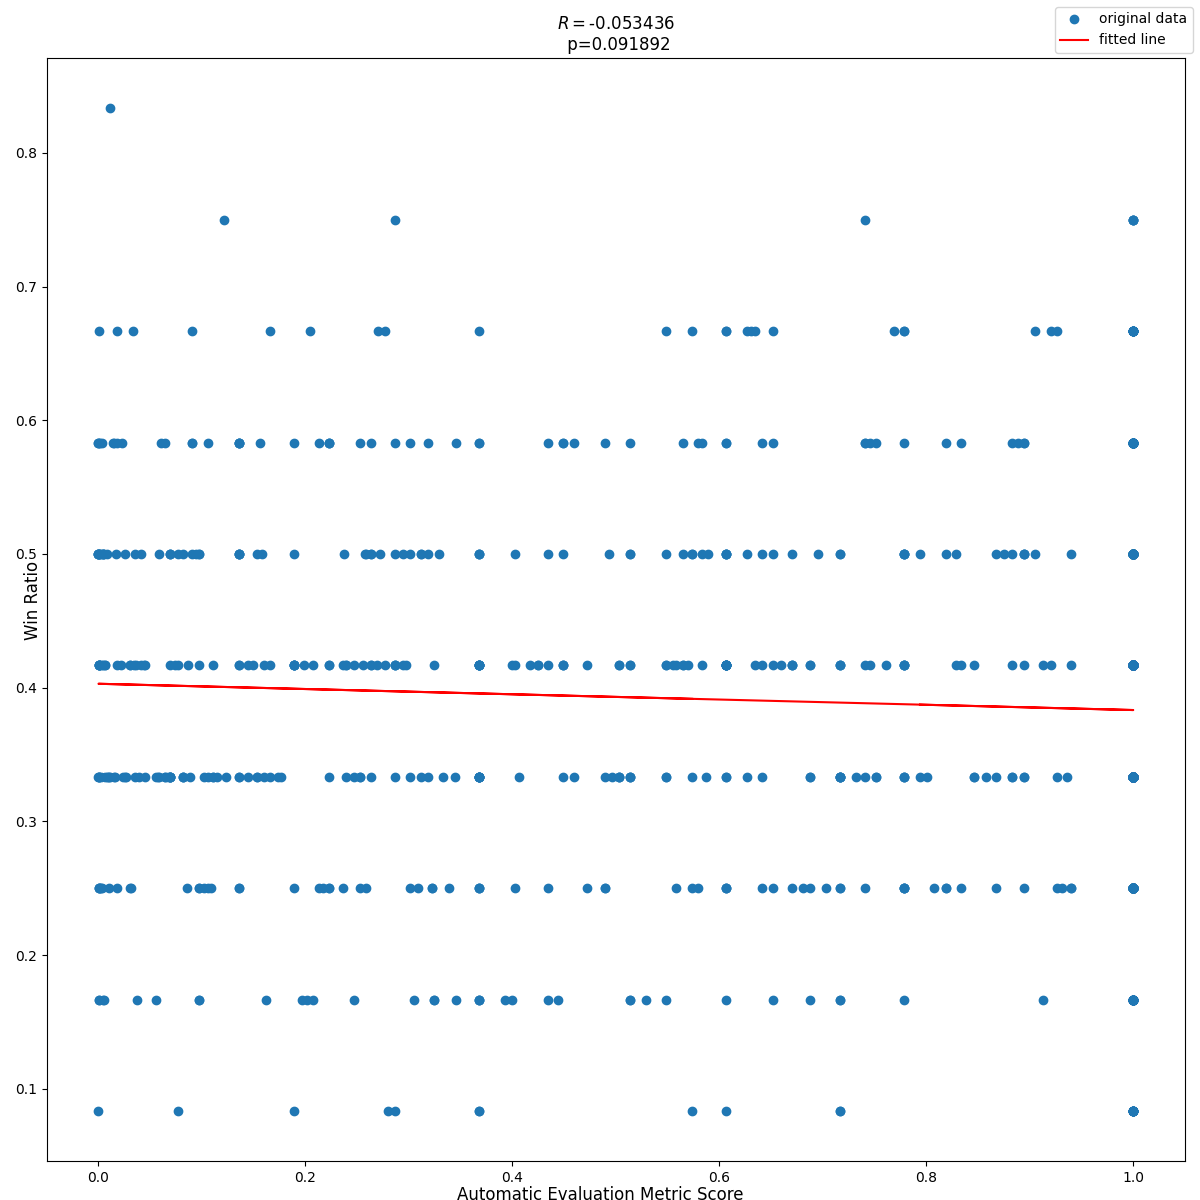 R = -0.053436
p=0.091892
original data
fitted line
0.8
0.7
0.6
0.5
0.4
0.3
0.2
0.1
Win Ratio
0.0 0.2 0.4 0.6 0.8 1.0
Automatic Evaluation Metric Score